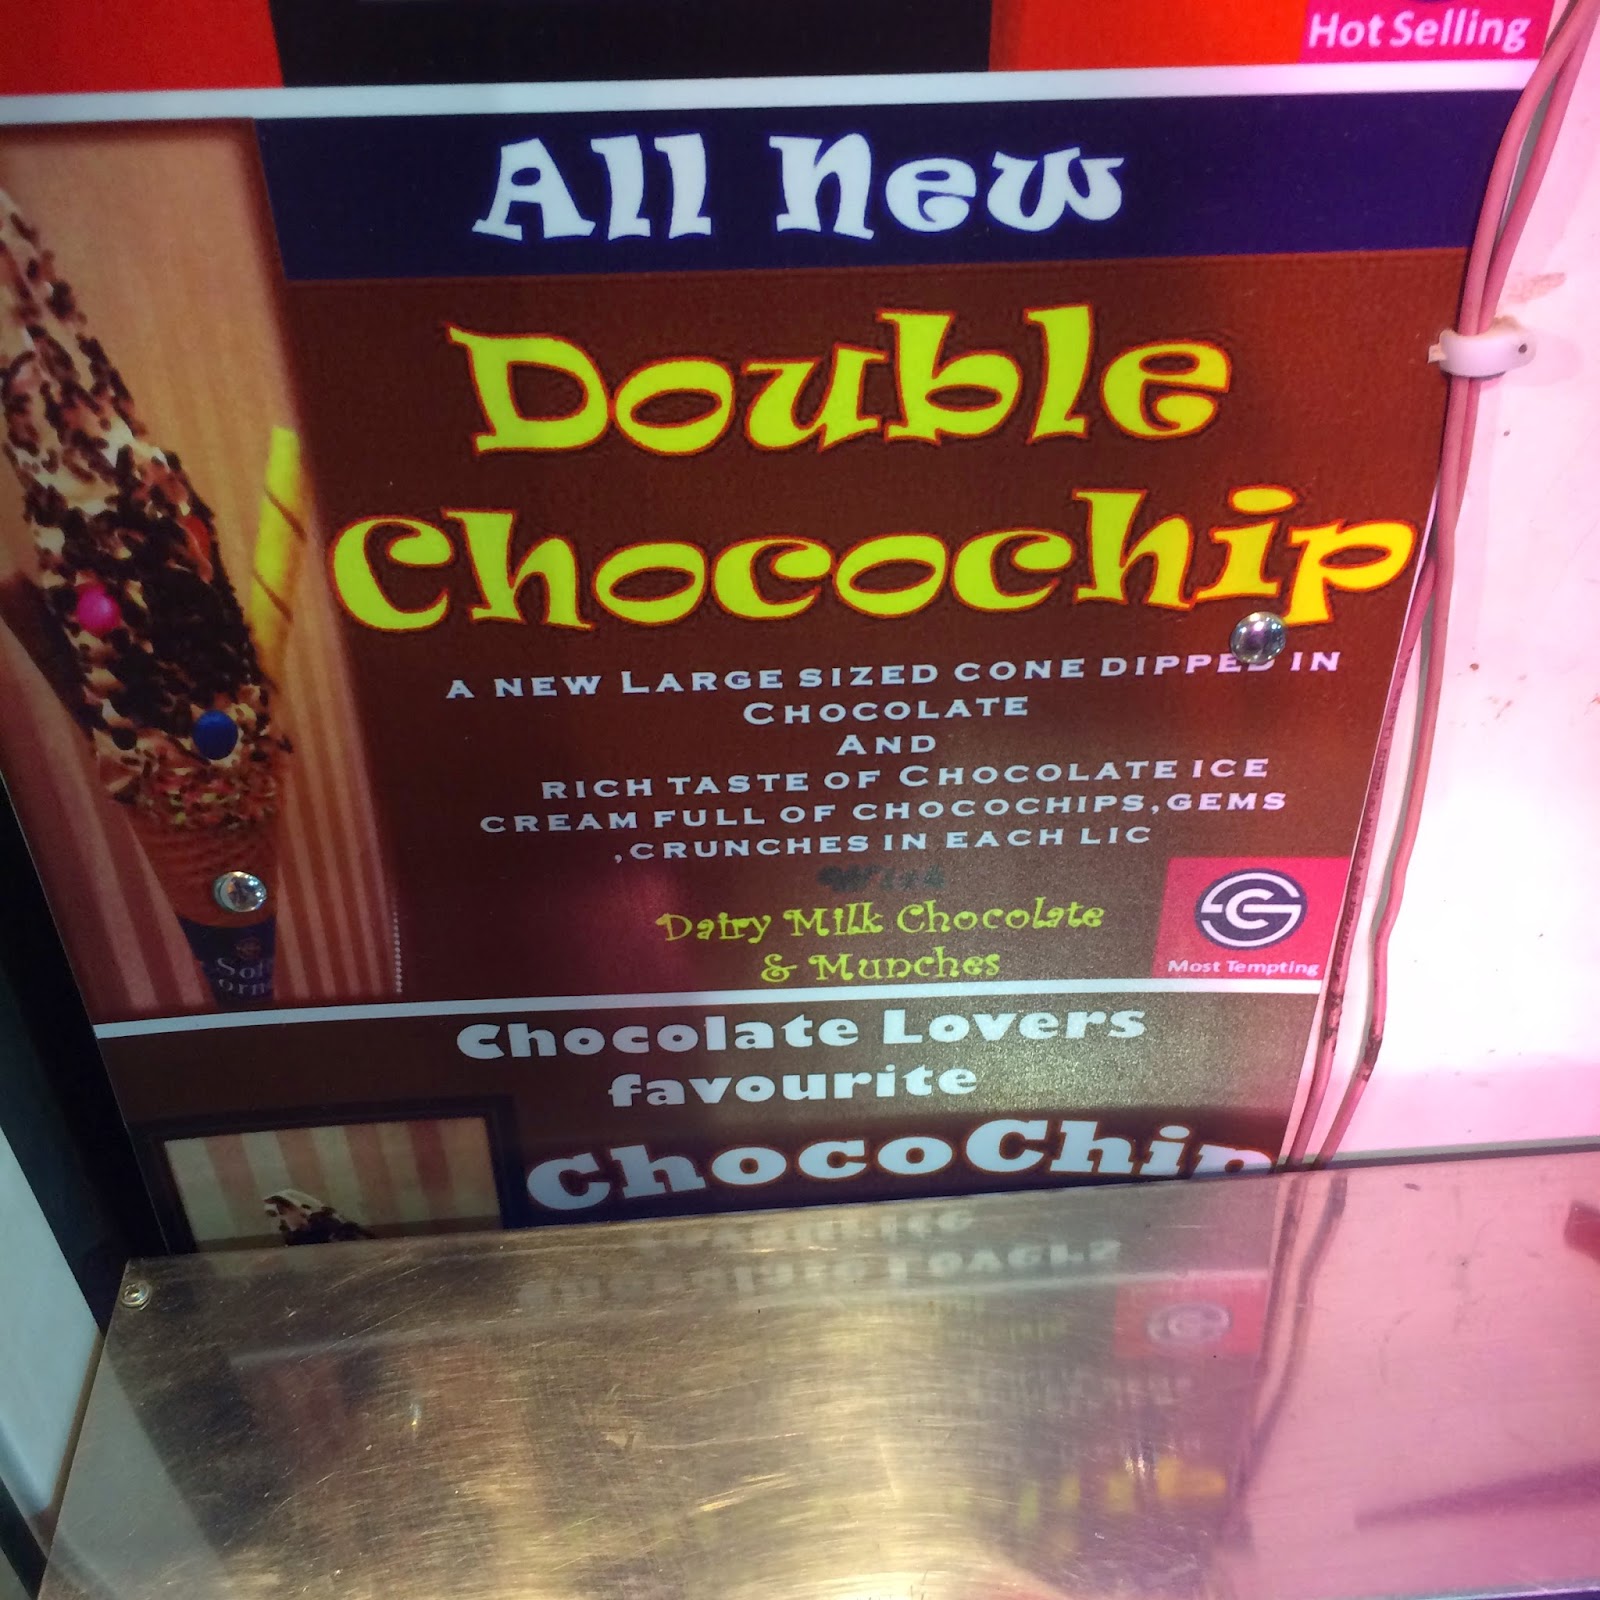 Hot Selling
All New
Double
Chocochip
A NEW LARGE SIZED CONE DIPPED IN
CHOCOLATE
AND
RICH TASTE OF CHOCOLATE ICE
CREAM FULL OF CHOCOCHIPS,GEMS
,CRUNCHES IN EACH LIC
With
Dairy Milk Chocolate
& Munches
Most Tempting
Chocolate Lovers
favourite
ChocoChip